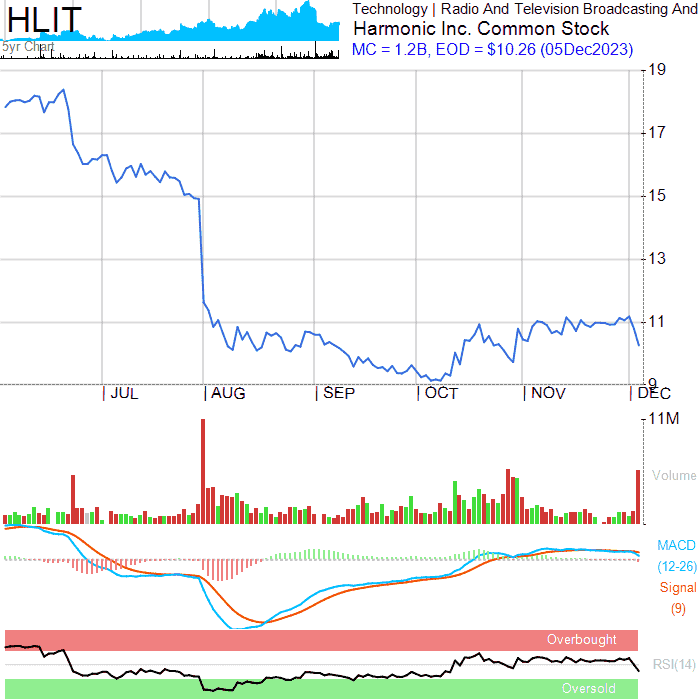 HLIT
5yr Chart
Technology | Radio And Television Broadcasting And
Harmonic Inc. Common Stock
MC = 1.2B, EOD = $10.26 (05Dec2023)
19
17
15
13
11
9
JUL
AUG
SEP
OCT
NOV
DEC
11M
Volume
MACD
(12-26)
Signal
(9)
Overbought
RSI(14)
Oversold